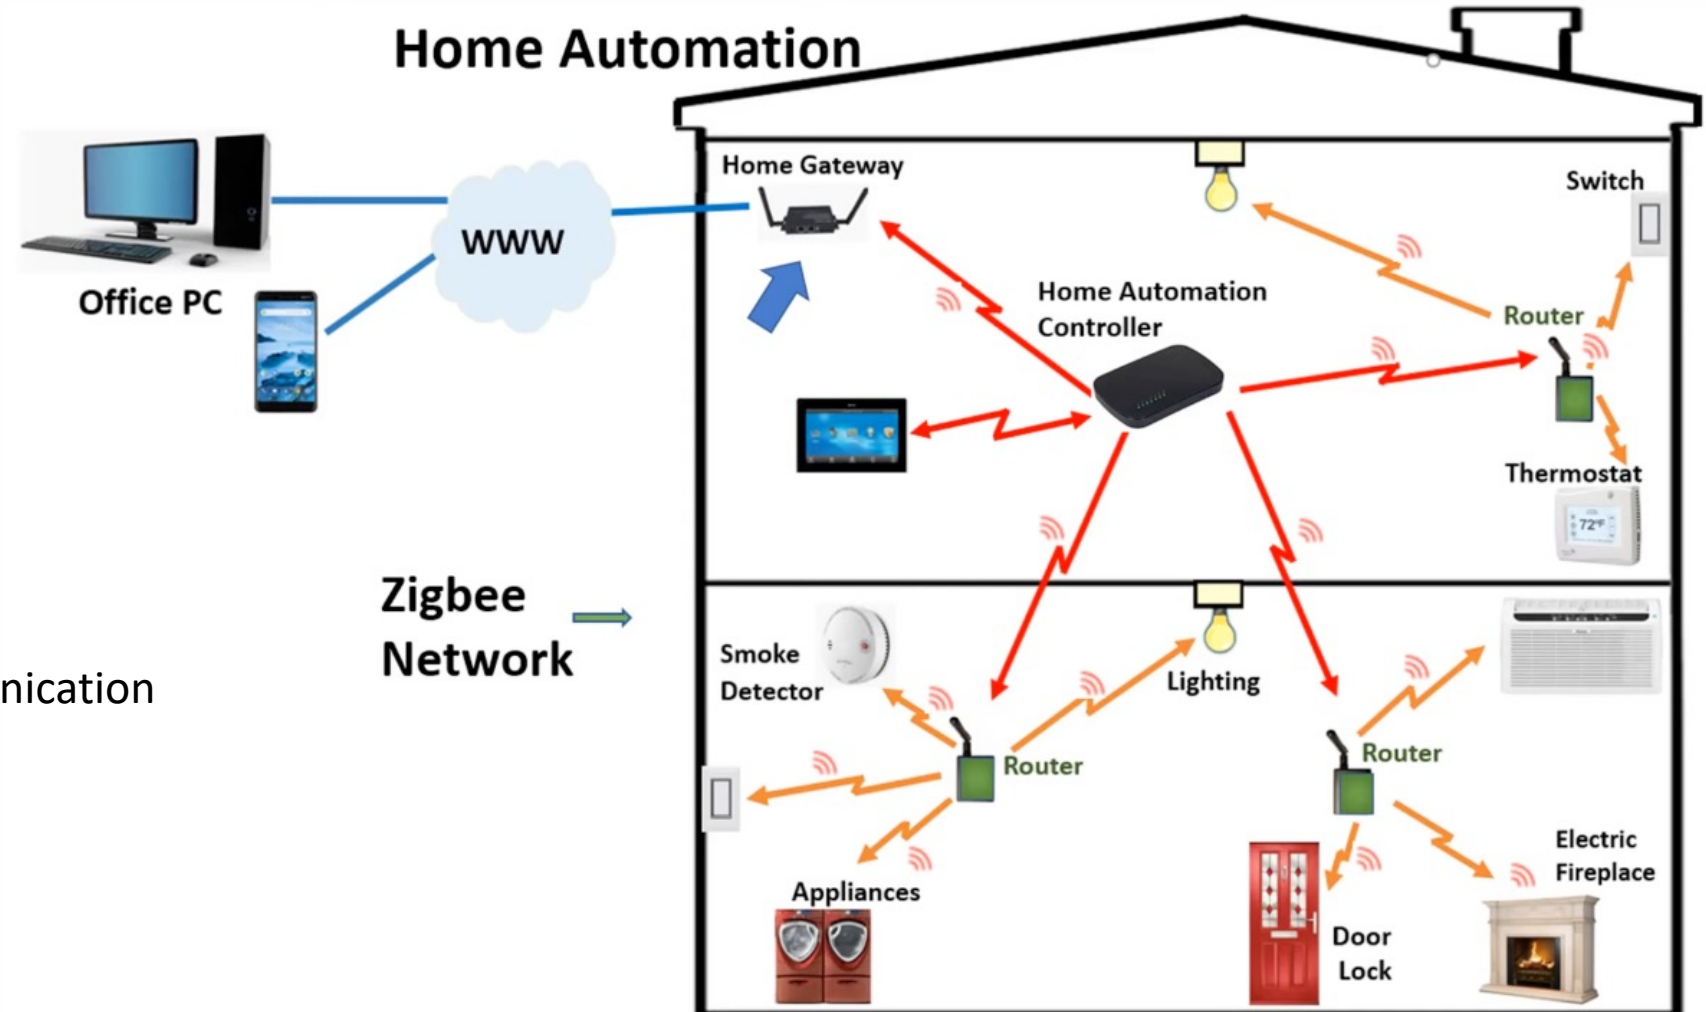 Home Automation
Home Gateway
Switch
WWW
Office PC
Home Automation
Controller
Router
Thermostat
72°F
Zigbee
Network
nication
Smoke
Detector
Lighting
Router
Router
Appliances
Electric
Fireplace
Door
Lock